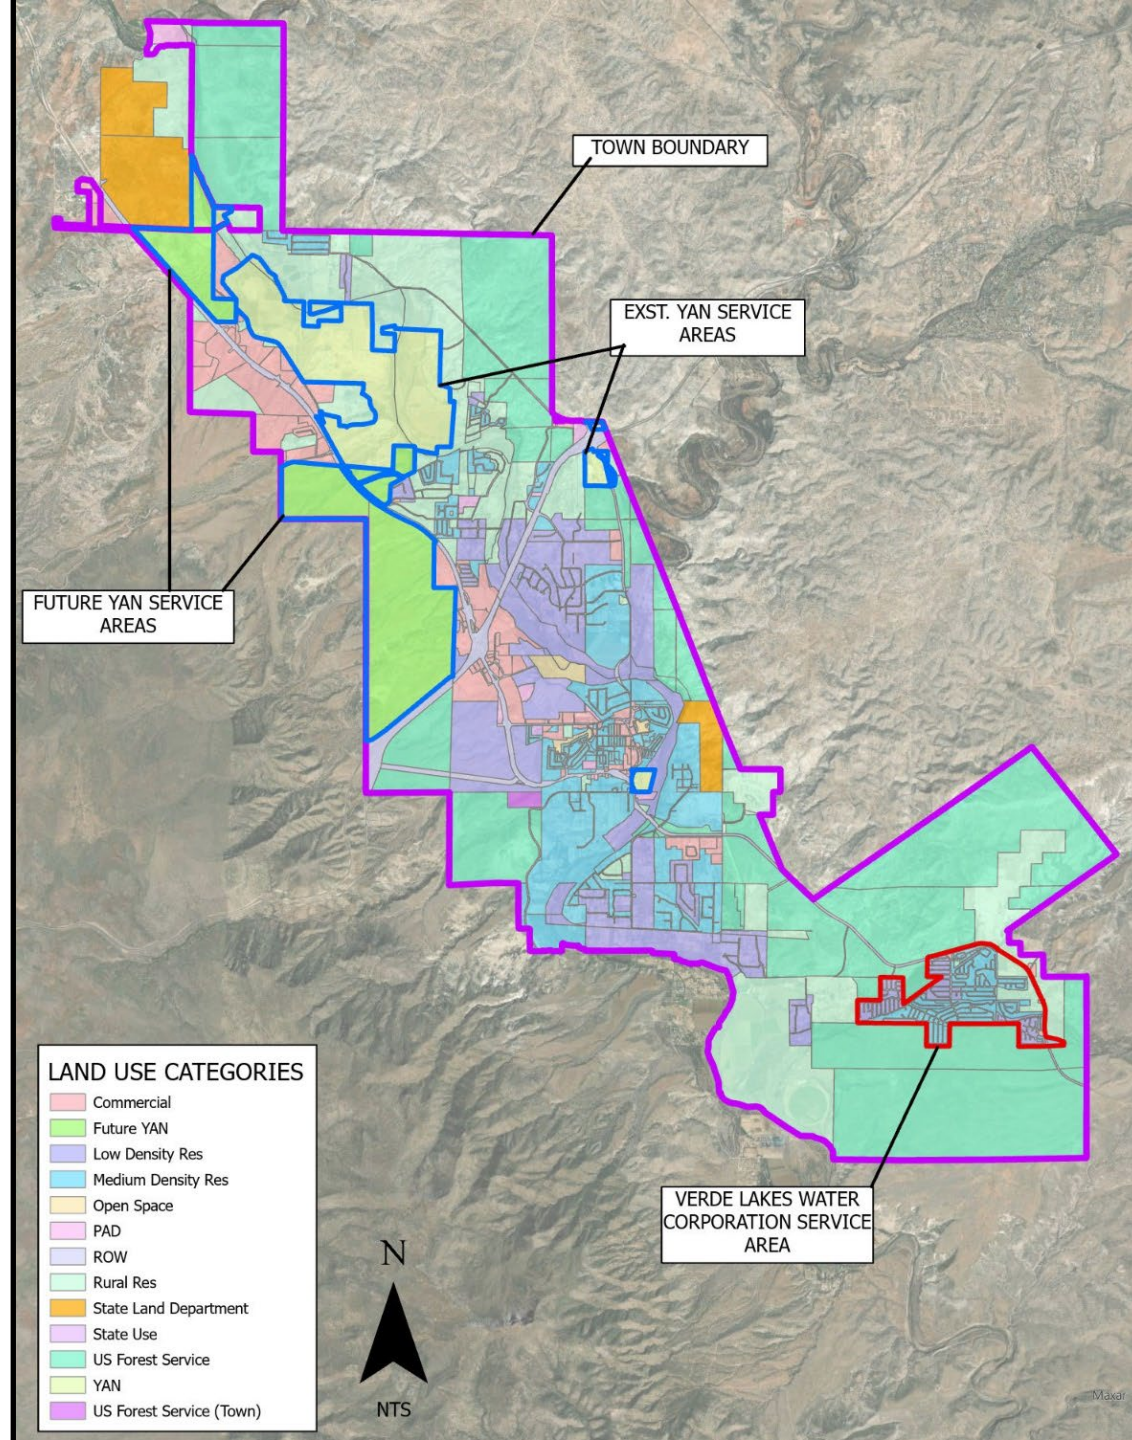 TOWN BOUNDARY
EXST. YAN SERVICE
AREAS
FUTURE YAN SERVICE
AREAS
LAND USE CATEGORIES
Commercial
Future YAN
Low Density Res
Medium Density Res
Open Space
PAD
ROW
Rural Res
State Land Department
State Use
US Forest Service
YAN
US Forest Service (Town)
VERDE LAKES WATER
CORPORATION SERVICE
AREA
N
NTS
Maxar